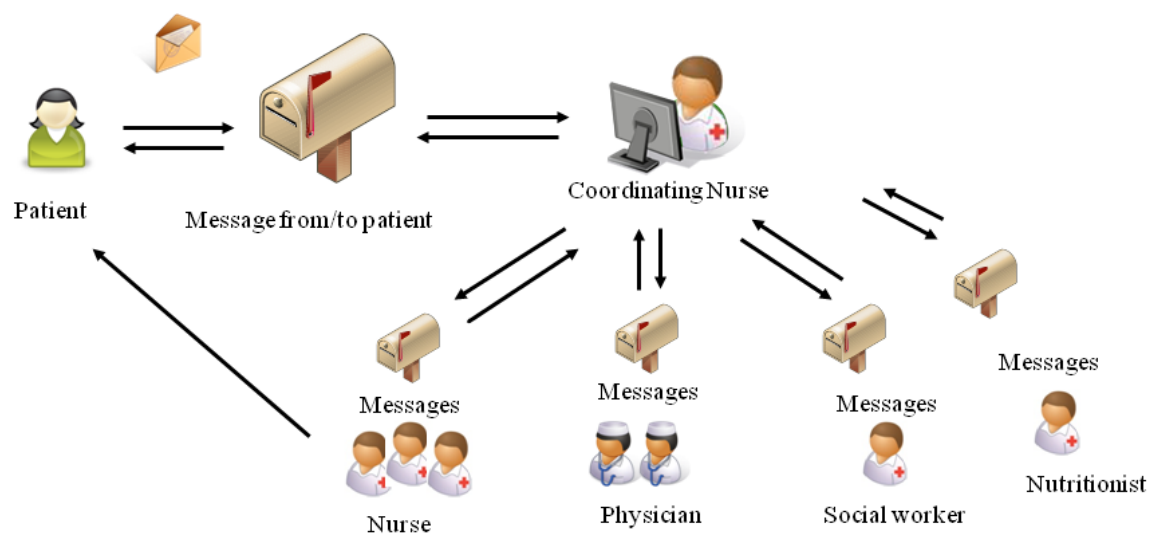 Patient
Message from/to patient
Coordinating Nurse
Messages
Messages
Messages
Messages
Nurse
Physician
Social worker
Nutritionist